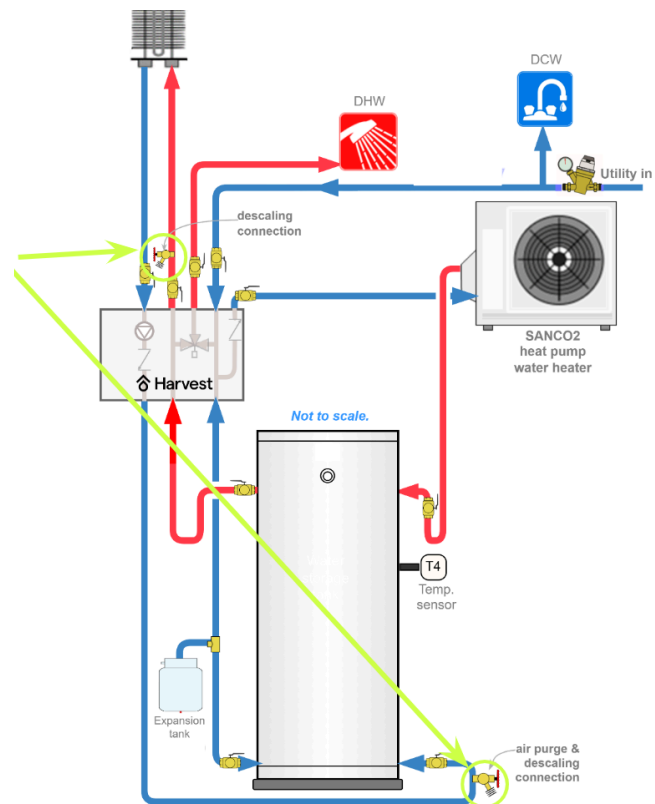 DCW
DHW
Utility in
descaling
connection
SANCO2
heat pump
water heater
Harvest
Not to scale.
T4
Temp.
sensor
Expansion
tank
air purge &
descaling
connection